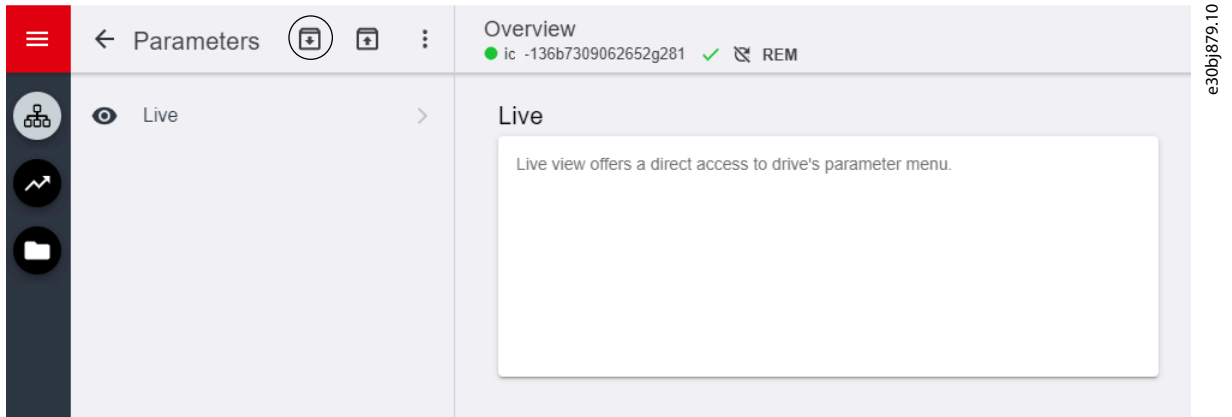 Parameters
Overview
ic -136b7309062652g281 REM
Live
Live
Live view offers a direct access to drive's parameter menu.
e30bj879.10